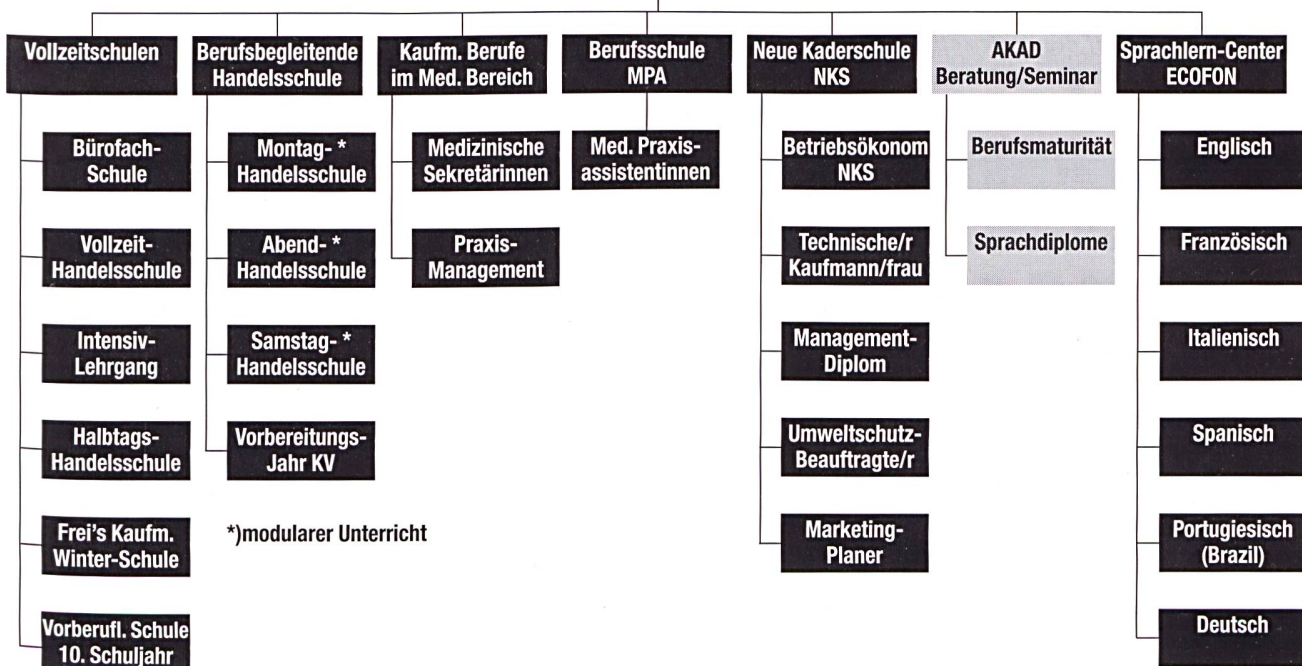 Vollzeitschulen
Bürofach-
Schule
Vollzeit-
Handelsschule
Intensiv-
Lehrgang
Halbtags-
Handelsschule
Frei's Kaufm.
Winter-Schule
Vorberufl. Schule
10. Schuljahr
Berufsbegleitende
Handelsschule
Montag- *
Handelsschule
Abend- *
Handelsschule
Samstag- *
Handelsschule
Vorbereitungs-
Jahr KV
*)modularer Unterricht
Kaufm. Berufe
im Med. Bereich
Medizinische
Sekretärinnen
Praxis-
Management
Berufsschule
MPA
Med. Praxis-
assistentinnen
Neue Kaderschule
NKS
Betriebsökonom
NKS
Technische/r
Kaufmann/frau
Management-
Diplom
Umweltschutz-
Beauftragte/r
Marketing-
Planer
AKAD
Beratung/Seminar
Berufsmaturität
Sprachdiplome
Sprachlern-Center
ECOFON
Englisch
Französisch
Italienisch
Spanisch
Portugiesisch
(Brazil)
Deutsch